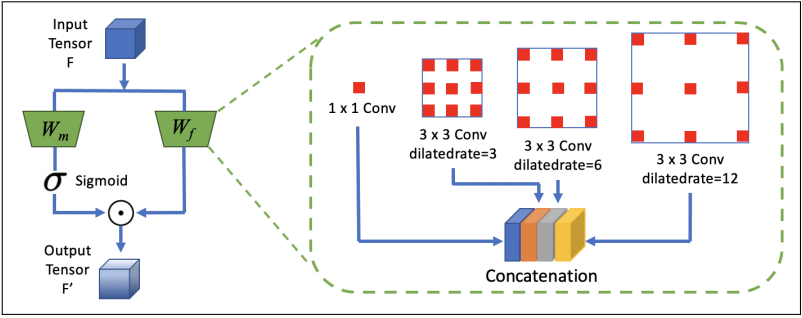 Input
Tensor
F
W_m
W_f
σ Sigmoid
Output
Tensor
F'
1 x 1 Conv
3 x 3 Conv
dilatedrate=3
3 x 3 Conv
dilatedrate=6
3 x 3 Conv
dilatedrate=12
Concatenation